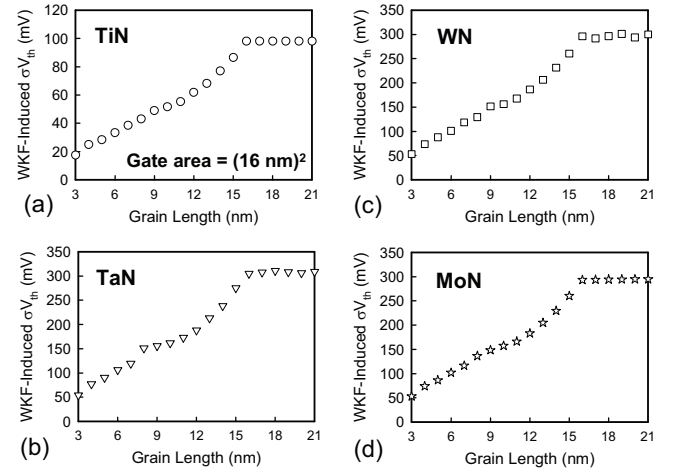 120
100
80
60
40
20
0
WKF-Induced σVth (mV)
TiN
Gate area = (16 nm)²
3 6 9 12 15 18 21
Grain Length (nm)
(a)
350
300
250
200
150
100
50
0
WKF-Induced σVth (mV)
WN
3 6 9 12 15 18 21
Grain Length (nm)
(c)
350
300
250
200
150
100
50
0
WKF-Induced σVth (mV)
TaN
3 6 9 12 15 18 21
Grain Length (nm)
(b)
350
300
250
200
150
100
50
0
WKF-Induced σVth (mV)
MoN
3 6 9 12 15 18 21
Grain Length (nm)
(d)